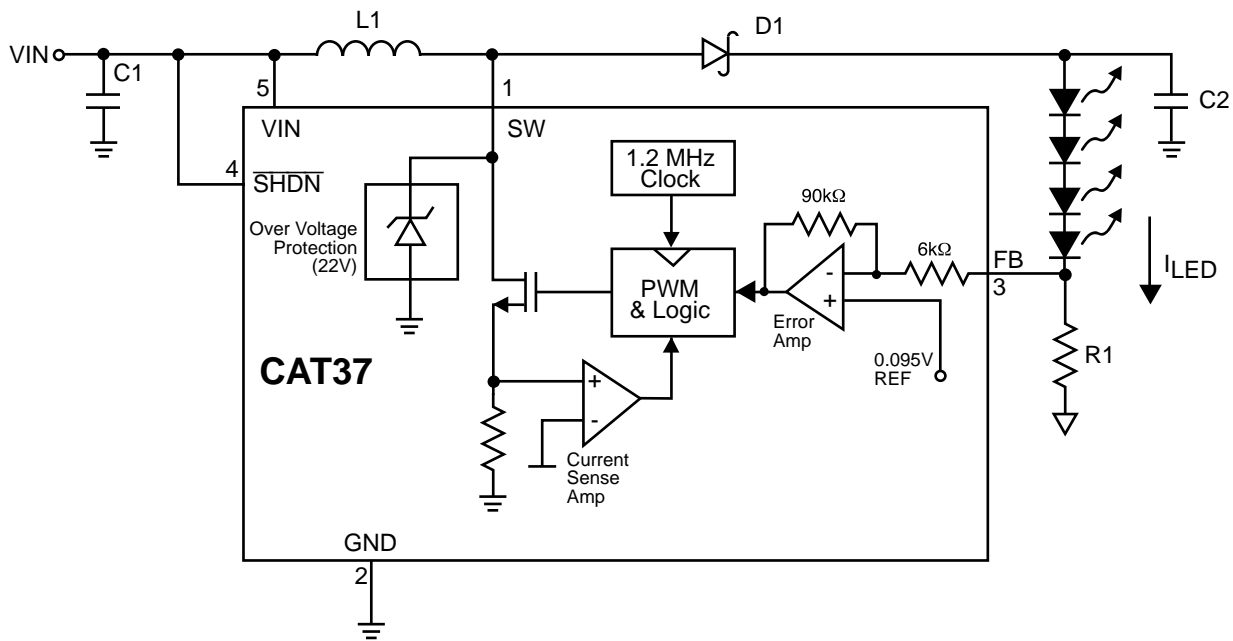 L1
D1
VIN
C1
5
1
C2
VIN
SW
4
SHDN
1.2 MHz
Clock
90kΩ
Over Voltage
Protection
(22V)
6kΩ
FB
3
ILED
PWM
& Logic
-
+
Error
Amp
R1
CAT37
0.095V
REF
+
-
Current
Sense
Amp
GND
2